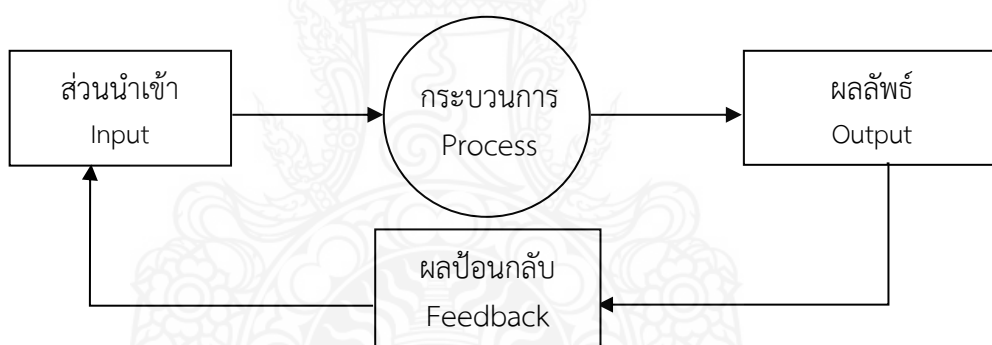 ส่วนนำเข้า
Input
กระบวนการ
Process
ผลลัพธ์
Output
ผลป้อนกลับ
Feedback